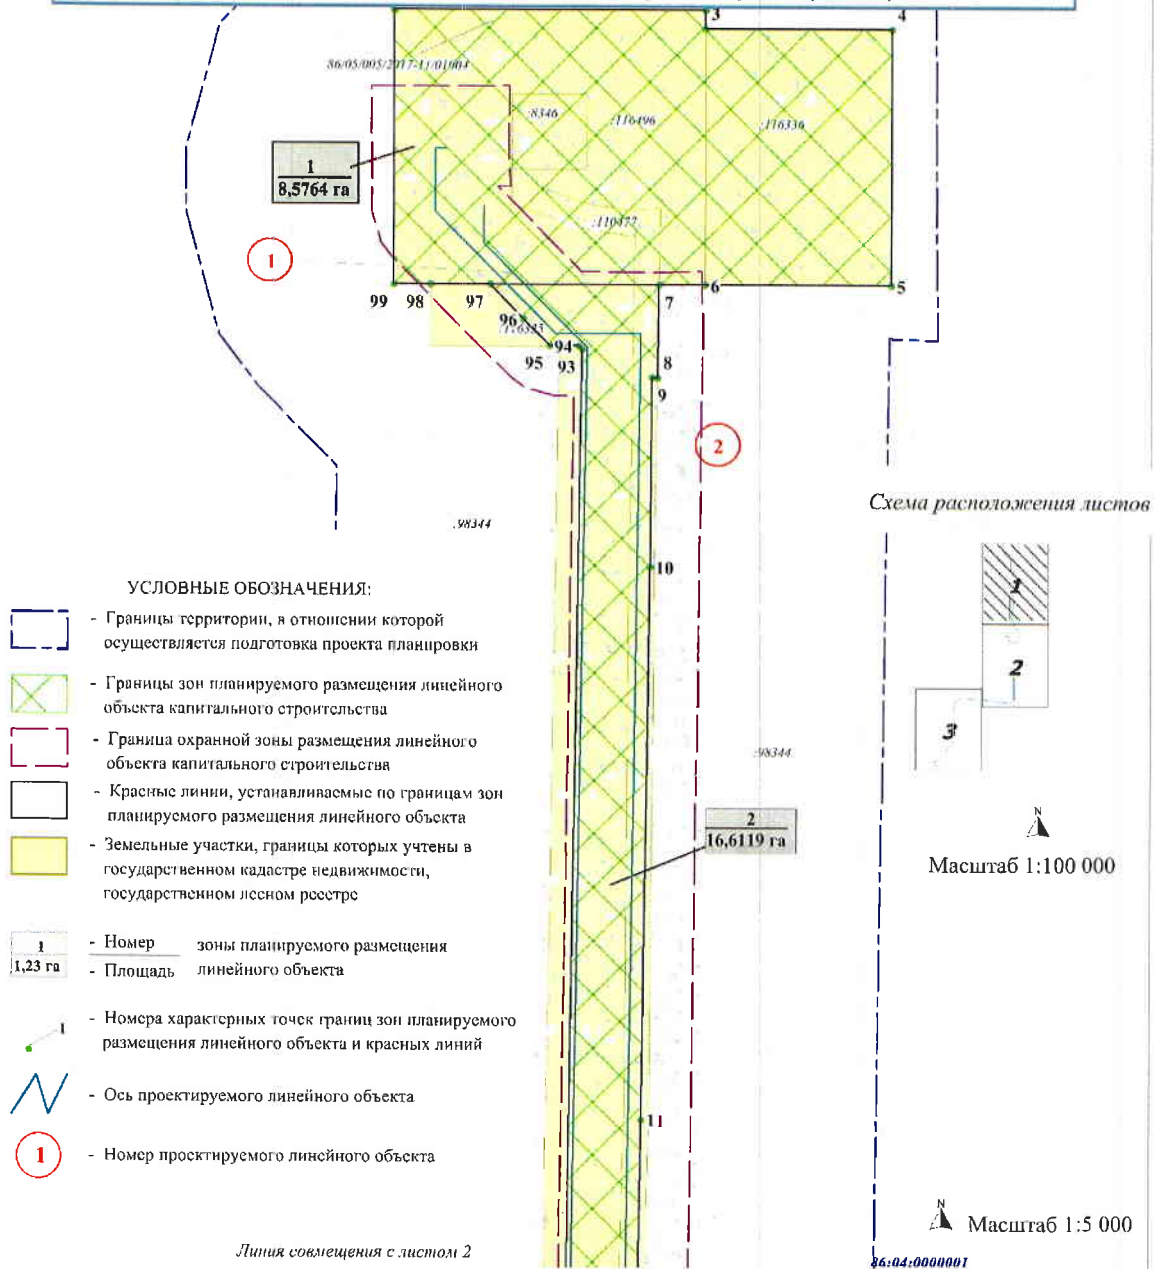 3
4
86/05/005/2017-11/01004
:8346
:116496
:116336
1
8,5764 га
:110477
1
99
98
97
6
5
7
96
94
95
93
8
9
2
Схема расположения листов
:98344
10
УСЛОВНЫЕ ОБОЗНАЧЕНИЯ:
- Границы территории, в отношении которой
осуществляется подготовка проекта планировки
- Границы зон планируемого размещения линейного
объекта капитального строительства
- Граница охранной зоны размещения линейного
объекта капитального строительства
- Красные линии, устанавливаемые по границам зон
планируемого размещения линейного объекта
- Земельные участки, границы которых учтены в
государственном кадастре недвижимости,
государственном лесном реестре
1
1,23 га
- Номер
- Площадь
зоны планируемого размещения
линейного объекта
1
- Номера характерных точек границ зон планируемого
размещения линейного объекта и красных линий
- Ось проектируемого линейного объекта
1
- Номер проектируемого линейного объекта
1
2
3
:98344
2
16,6119 га
N
Масштаб 1:100 000
11
N
Масштаб 1:5 000
Линия совмещения с листом 2
86:04:0000001